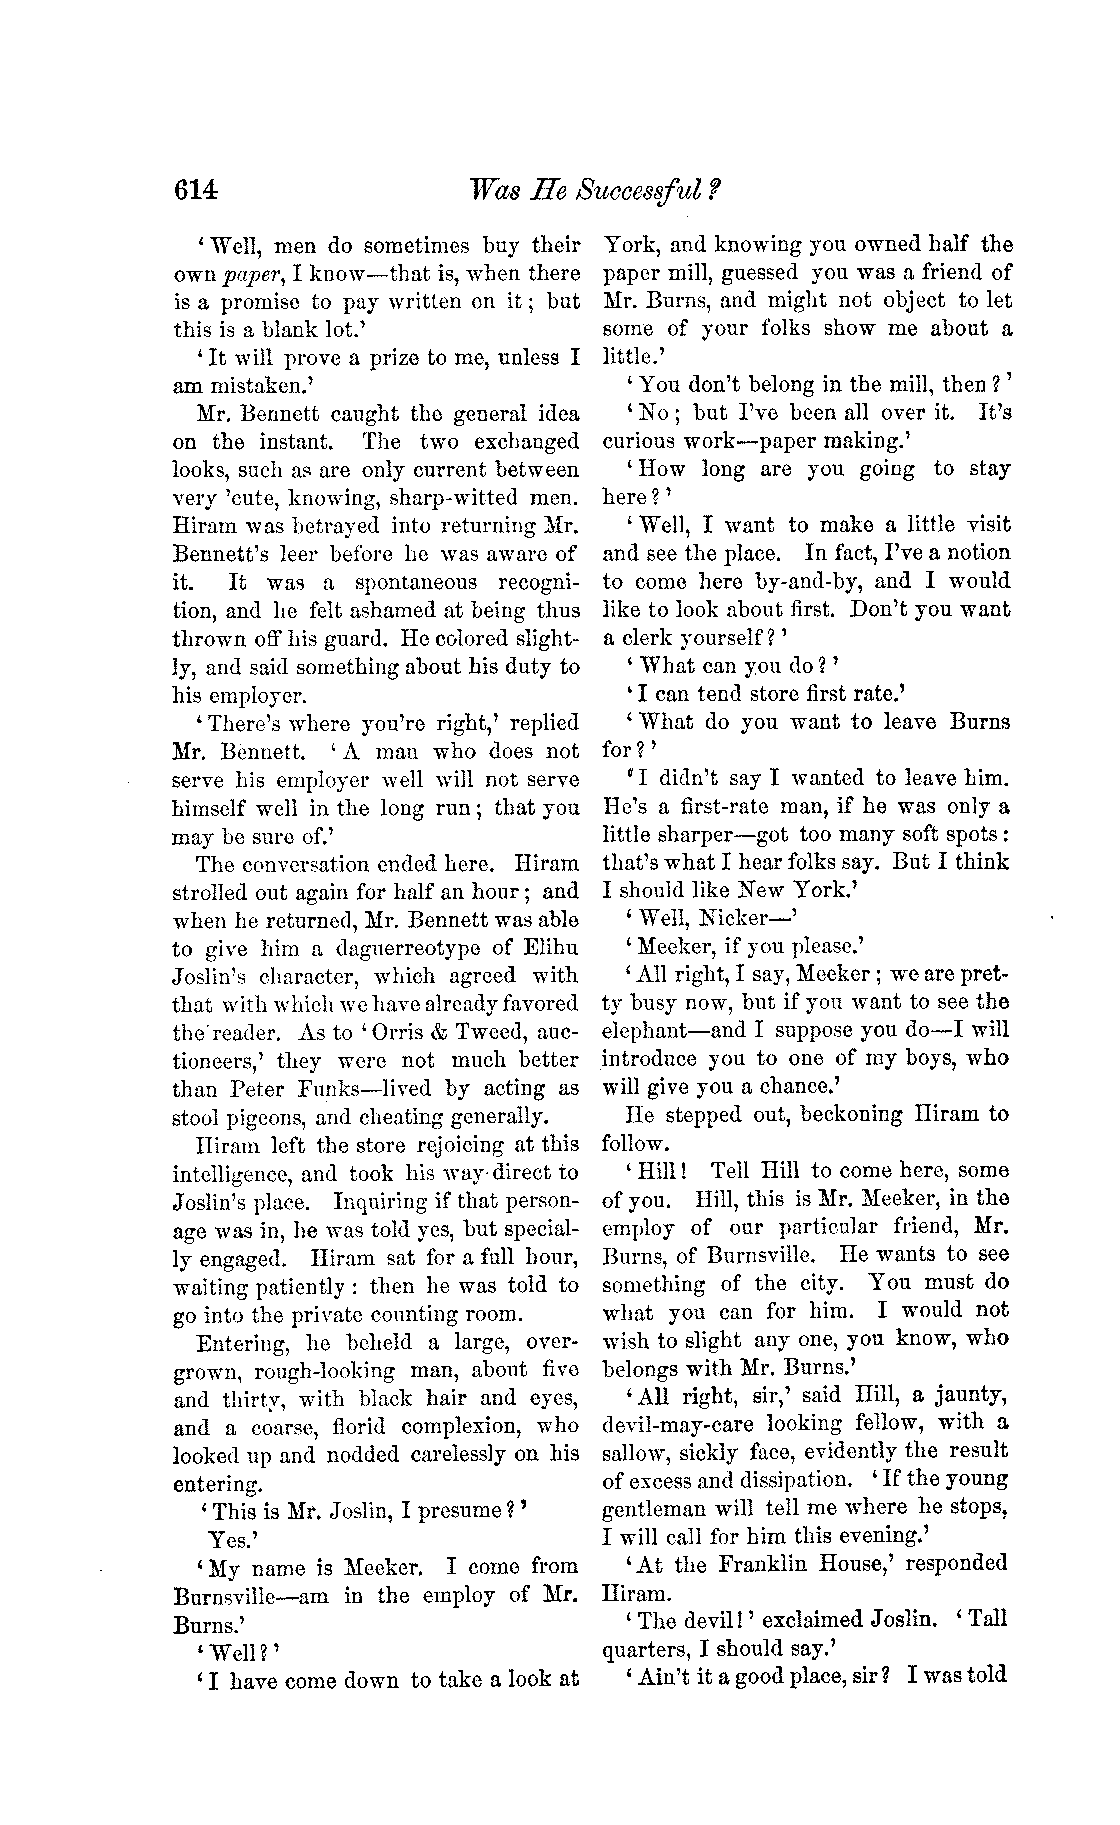 614 Was He Successful?
‘Well, men do sometimes buy their
own paper, I know—that is, when there
is a promise to pay written on it; but
this is a blank lot.’
‘It will prove a prize to me, unless I
am mistaken.’
Mr. Bennett caught the general idea
on the instant. The two exchanged
looks, such as are only current between
very ’cute, knowing, sharp-witted men.
Hiram was betrayed into returning Mr.
Bennett’s leer before he was aware of
it. It was a spontaneous recogni-
tion, and he felt ashamed at being thus
thrown off his guard. He colored slight-
ly, and said something about his duty to
his employer.
‘There’s where you’re right,’ replied
Mr. Bennett. ‘A man who does not
serve his employer well will not serve
himself well in the long run; that you
may be sure of.’
The conversation ended here. Hiram
strolled out again for half an hour; and
when he returned, Mr. Bennett was able
to give him a daguerreotype of Elihu
Joslin’s character, which agreed with
that with which we have already favored
the reader. As to ‘Orris & Tweed, auc-
tioneers,’ they were not much better
than Peter Funks—lived by acting as
stool pigeons, and cheating generally.
Hiram left the store rejoicing at this
intelligence, and took his way direct to
Joslin’s place. Inquiring if that person-
age was in, he was told yes, but special-
ly engaged. Hiram sat for a full hour,
waiting patiently: then he was told to
go into the private counting room.
Entering, he beheld a large, over-
grown, rough-looking man, about five
and thirty, with black hair and eyes,
and a coarse, florid complexion, who
looked up and nodded carelessly on his
entering.
‘This is Mr. Joslin, I presume?’
Yes.’
‘My name is Meeker. I come from
Burnsville—am in the employ of Mr.
Burns.’
‘Well?’
‘I have come down to take a look at
York, and knowing you owned half the
paper mill, guessed you was a friend of
Mr. Burns, and might not object to let
some of your folks show me about a
little.’
‘You don’t belong in the mill, then?’
‘No; but I’ve been all over it. It’s
curious work—paper making.’
‘How long are you going to stay
here?’
‘Well, I want to make a little visit
and see the place. In fact, I’ve a notion
to come here by-and-by, and I would
like to look about first. Don’t you want
a clerk yourself?’
‘What can you do?’
‘I can tend store first rate.’
‘What do you want to leave Burns
for?’
‘I didn’t say I wanted to leave him.
He’s a first-rate man, if he was only a
little sharper—got too many soft spots:
that’s what I hear folks say. But I think
I should like New York.’
‘Well, Nicker—’
‘Meeker, if you please.’
‘All right, I say, Meeker; we are pret-
ty busy now, but if you want to see the
elephant—and I suppose you do—I will
introduce you to one of my boys, who
will give you a chance.’
He stepped out, beckoning Hiram to
follow.
‘Hill! Tell Hill to come here, some
of you. Hill, this is Mr. Meeker, in the
employ of our particular friend, Mr.
Burns, of Burnsville. He wants to see
something of the city. You must do
what you can for him. I would not
wish to slight any one, you know, who
belongs with Mr. Burns.’
‘All right, sir,’ said Hill, a jaunty,
devil-may-care looking fellow, with a
sallow, sickly face, evidently the result
of excess and dissipation. ‘If the young
gentleman will tell me where he stops,
I will call for him this evening.’
‘At the Franklin House,’ responded
Hiram.
‘The devil!’ exclaimed Joslin. ‘Tall
quarters, I should say.’
‘Ain’t it a good place, sir? I was told